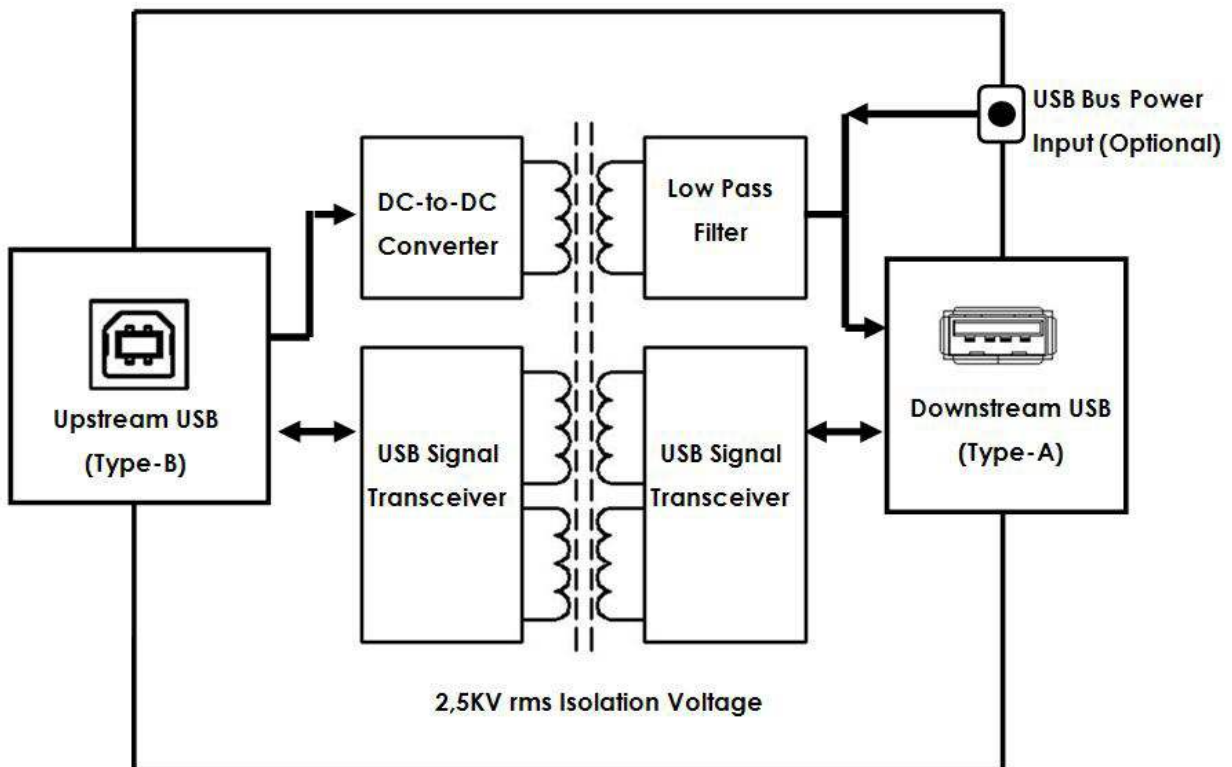 USB Bus Power
Input (Optional)
DC-to-DC
Converter
Low Pass
Filter
Upstream USB
(Type-B)
USB Signal
Transceiver
USB Signal
Transceiver
Downstream USB
(Type-A)
2,5KV rms Isolation Voltage